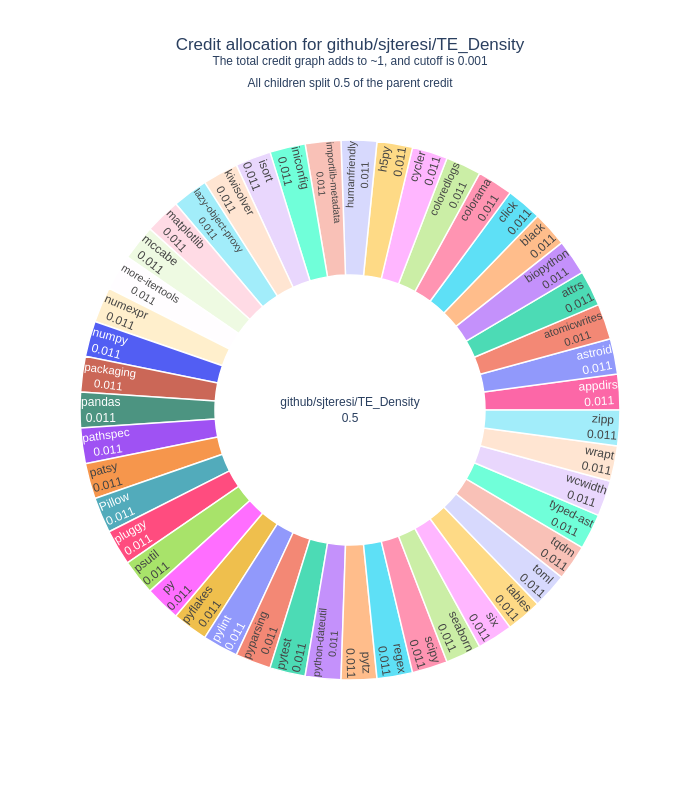 Credit allocation for github/sjteresi/TE_Density
The total credit graph adds to ~1, and cutoff is 0.001
All children split 0.5 of the parent credit
github/sjteresi/TE_Density
0.5
appdirs
0.011
astroid
0.011
atomicwrites
0.011
attrs
0.011
biopython
0.011
black
0.011
click
0.011
colorama
0.011
coloredlogs
0.011
cycler
0.011
h5py
0.011
humanfriendly
0.011
importlib-metadata
0.011
iniconfig
0.011
isort
0.011
kiwisolver
0.011
lazy-object-proxy
0.011
matplotlib
0.011
mccabe
0.011
more-itertools
0.011
numexpr
0.011
numpy
0.011
packaging
0.011
pandas
0.011
pathspec
0.011
patsy
0.011
Pillow
0.011
pluggy
0.011
psutil
0.011
py
0.011
pyflakes
0.011
pylint
0.011
pyparsing
0.011
pytest
0.011
python-dateutil
0.011
pytz
0.011
regex
0.011
scipy
0.011
seaborn
0.011
six
0.011
tables
0.011
toml
0.011
tqdm
0.011
typed-ast
0.011
wcwidth
0.011
wrapt
0.011
zipp
0.011